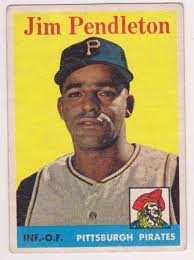 Jim Pendleton
P
INF.-O.F. PITTSBURGH PIRATES